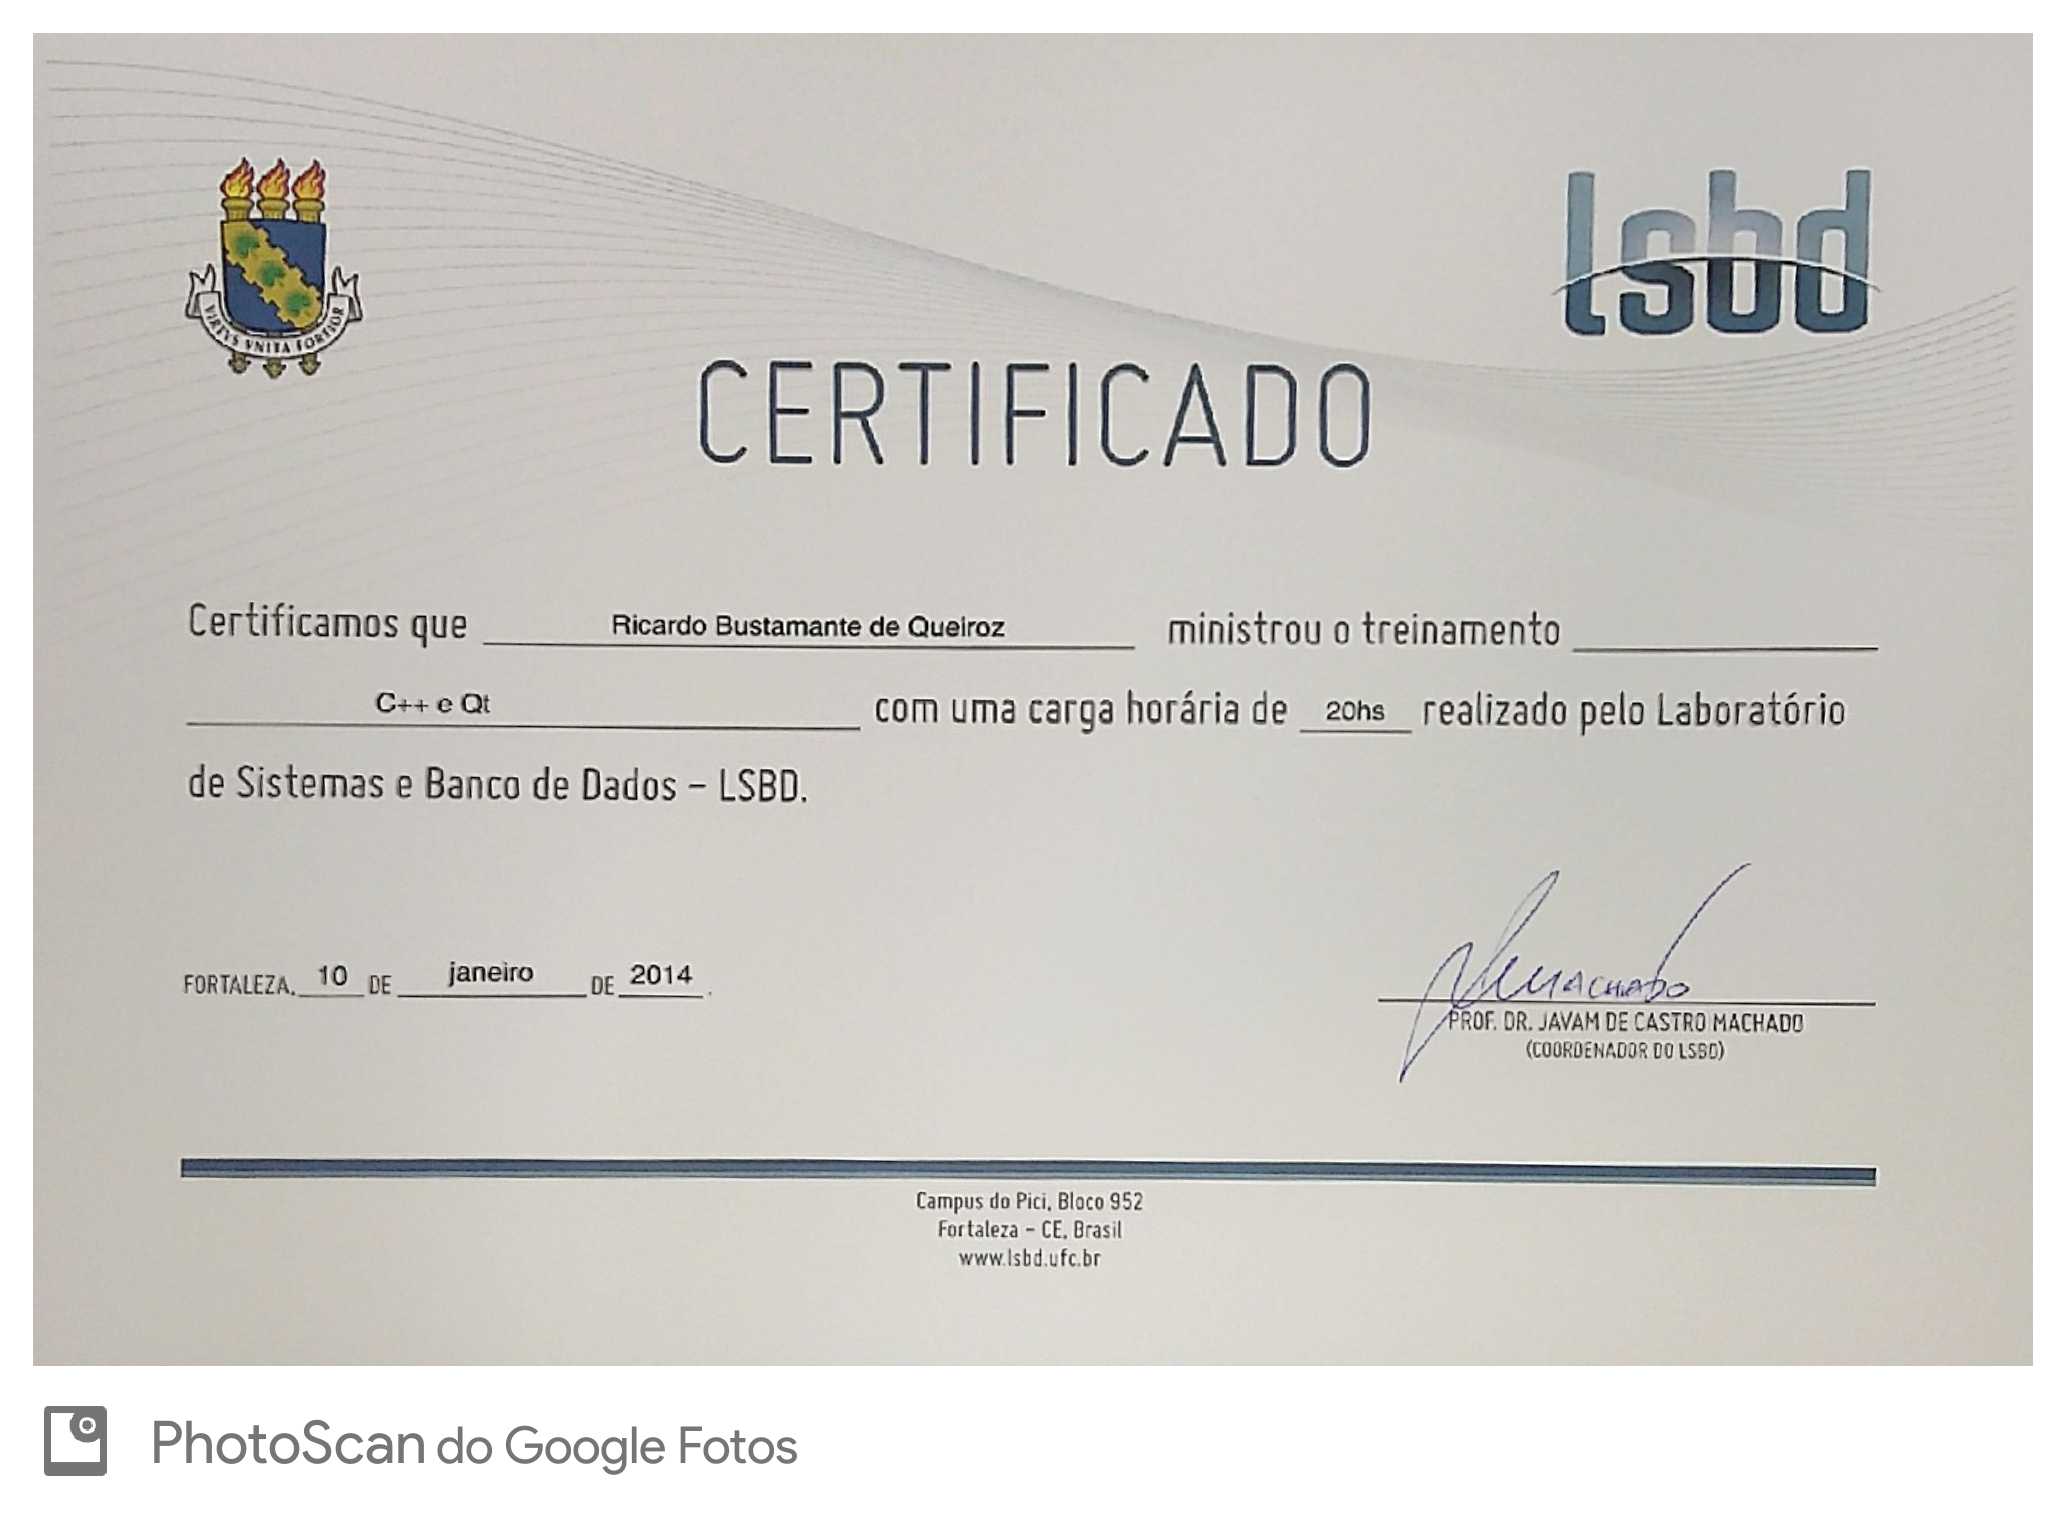 VIRTVS VNITA FORTIOR
lsbd
CERTIFICADO
Certificamos que Ricardo Bustamante de Queiroz ministrou o treinamento
C++ e Qt com uma carga horária de 20hs realizado pelo Laboratório
de Sistemas e Banco de Dados - LSBD.
FORTALEZA, 10 DE janeiro DE 2014.
Machado
PROF. DR. JAVAM DE CASTRO MACHADO
(COORDENADOR DO LSBD)
Campus do Pici, Bloco 952
Fortaleza - CE, Brasil
www.lsbd.ufc.br
PhotoScan do Google Fotos